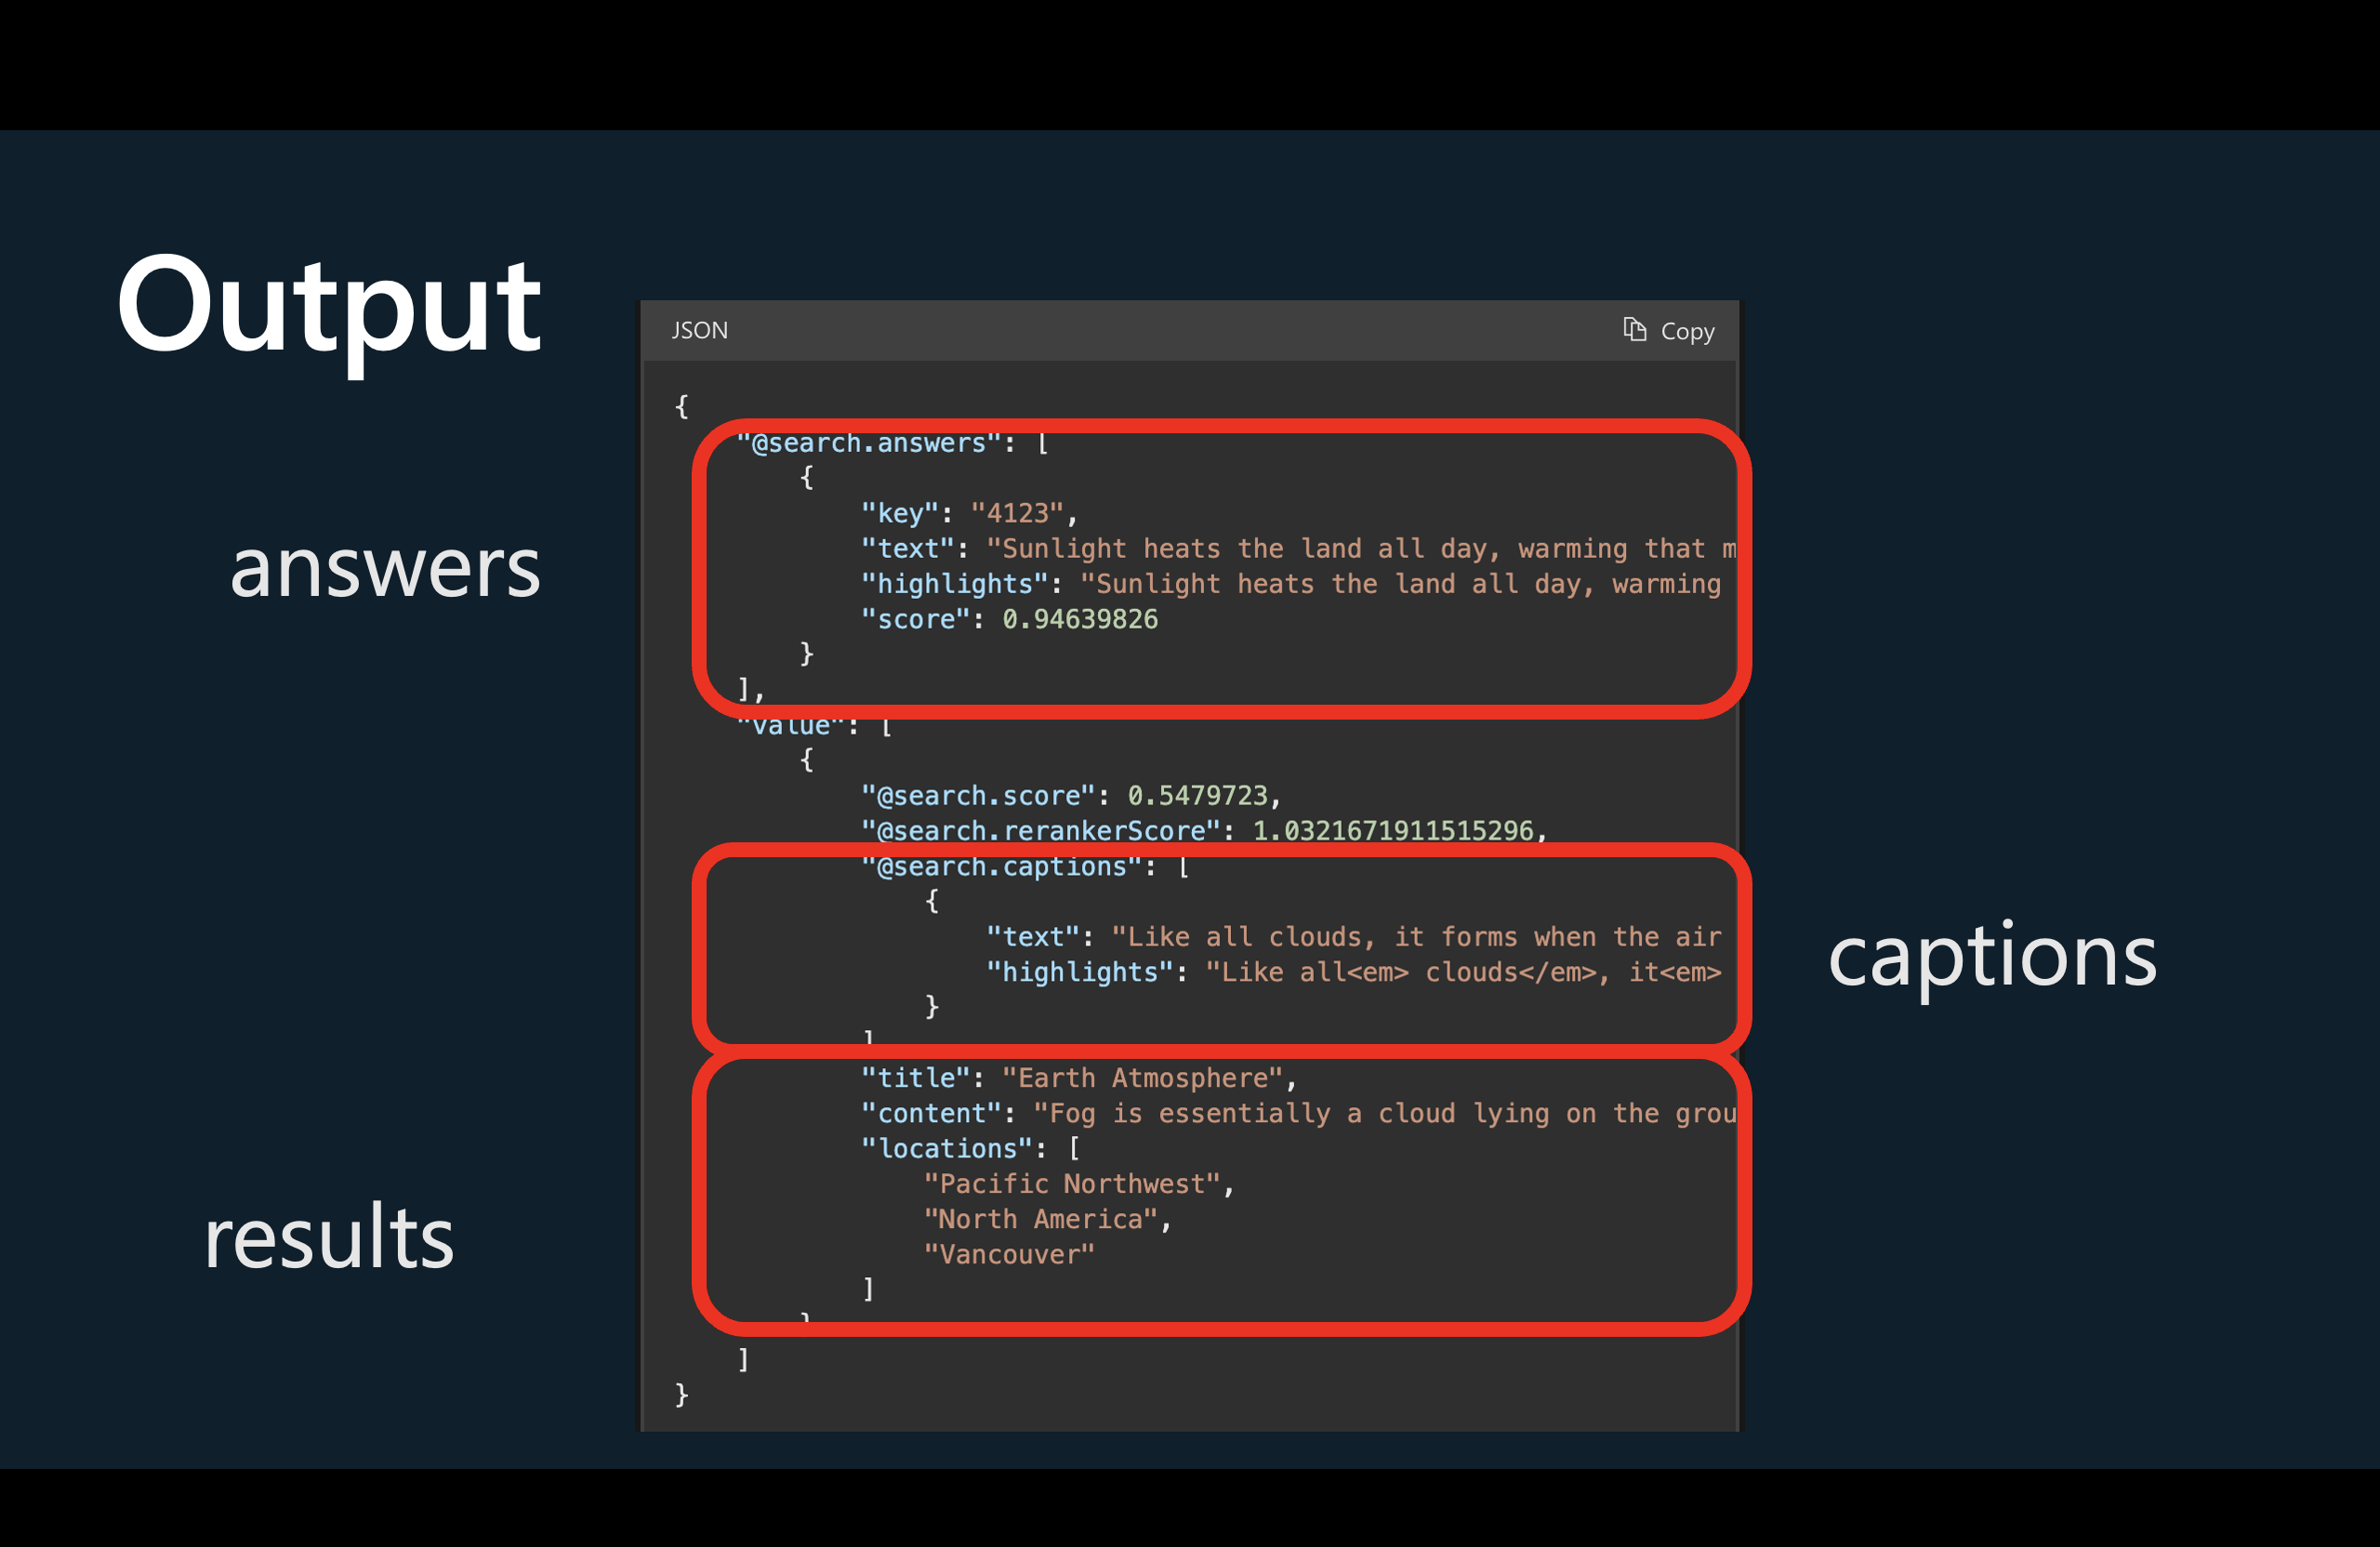 Output
answers
results
captions
JSON
Copy
{
"@search.answers": [
{
"key": "4123",
"text": "Sunlight heats the land all day, warming that m
"highlights": "Sunlight heats the land all day, warming
"score": 0.94639826
}
],
"value": [
{
"@search.score": 0.5479723,
"@search.rerankerScore": 1.0321671911515296,
"@search.captions": [
{
"text": "Like all clouds, it forms when the air
"highlights": "Like all<em> clouds</em>, it<em>
}
]
"title": "Earth Atmosphere",
"content": "Fog is essentially a cloud lying on the grou
"locations": [
"Pacific Northwest",
"North America",
"Vancouver"
]
}
]
}